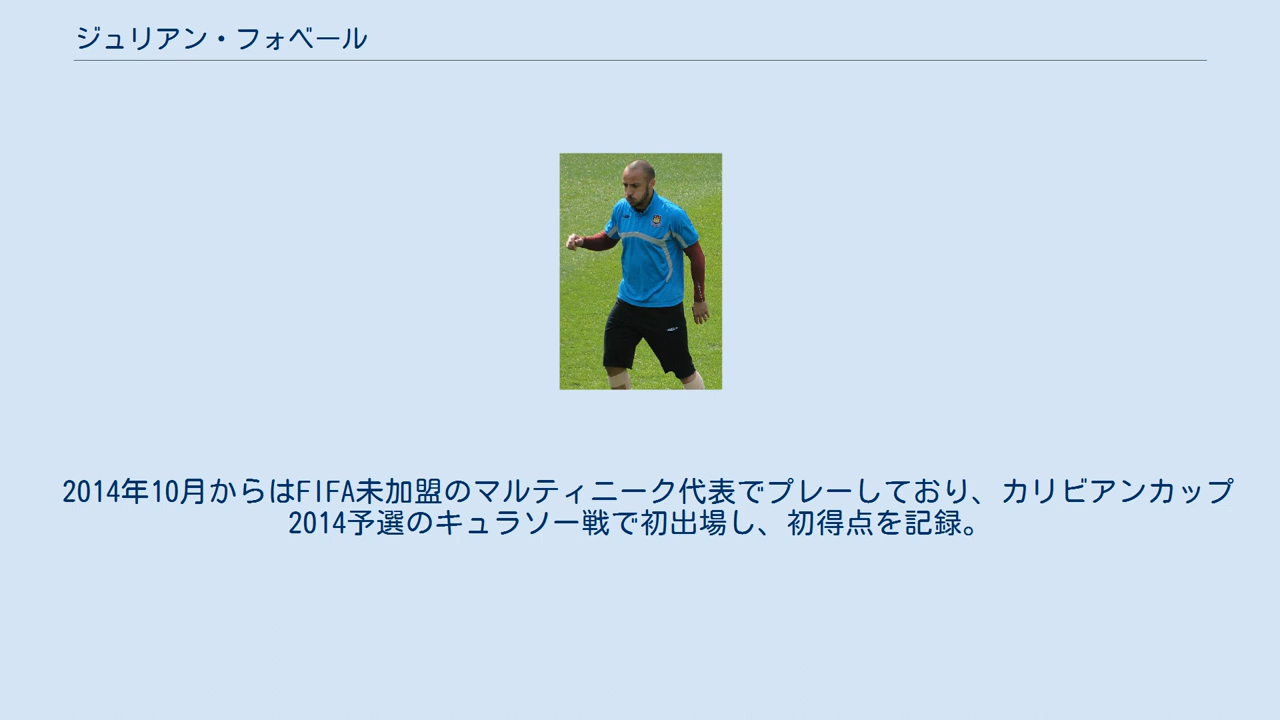 ジュリアン・フォベール
2014年10月からはFIFA未加盟のマルティニーク代表でプレーしており、カリビアンカップ
2014予選のキュラソー戦で初出場し、初得点を記録。